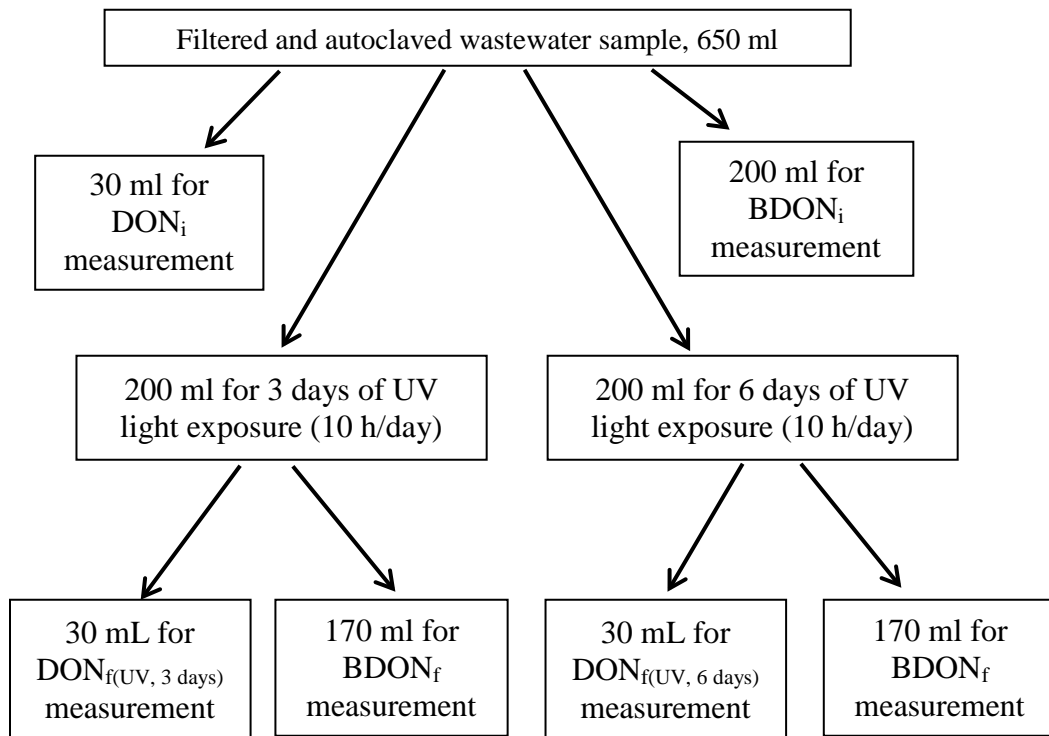 Filtered and autoclaved wastewater sample, 650 ml
30 ml for
DONi
measurement
200 ml for
BDONi
measurement
200 ml for 3 days of UV
light exposure (10 h/day)
200 ml for 6 days of UV
light exposure (10 h/day)
30 mL for
DONf(UV, 3 days)
measurement
170 ml for
BDONf
measurement
30 mL for
DONf(UV, 6 days)
measurement
170 ml for
BDONf
measurement